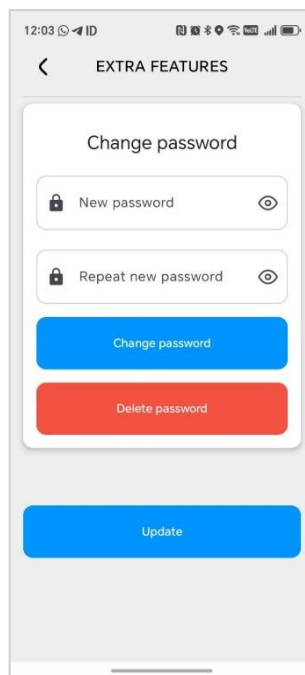 12:03 ID
EXTRA FEATURES
Change password
New password
Repeat new password
Change password
Delete password
Update